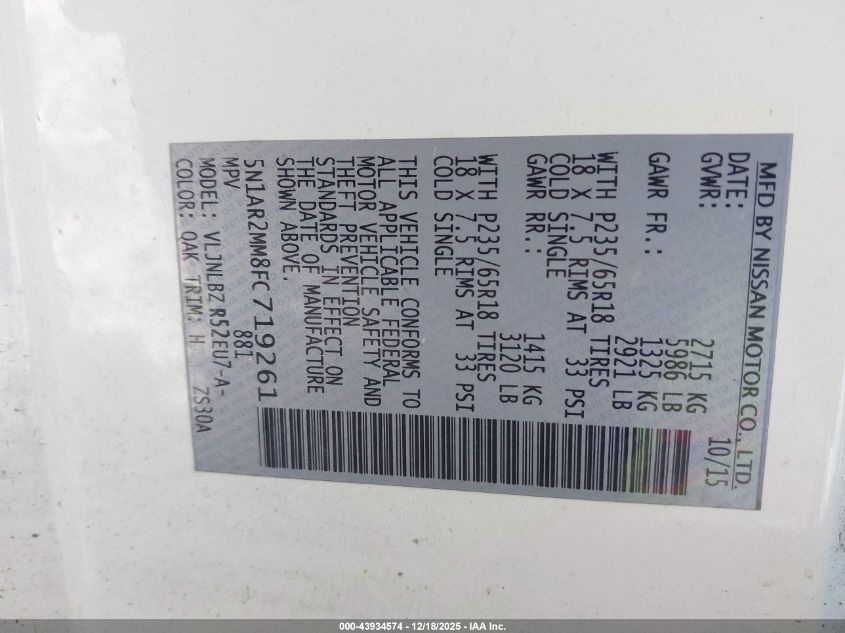 MFD BY NISSAN MOTOR CO., LTD.
DATE: 10/15
GVWR: 2715 KG
5986 LB
GAWR FR.: 1325 KG
2921 LB
WITH P235/65R18 TIRES
18 X 7.5 RIMS AT 33 PSI
COLD SINGLE
GAWR RR.: 1415 KG
3120 LB
WITH P235/65R18 TIRES
18 X 7.5 RIMS AT 33 PSI
COLD SINGLE
THIS VEHICLE CONFORMS TO
ALL APPLICABLE FEDERAL
MOTOR VEHICLE SAFETY AND
THEFT PREVENTION
STANDARDS IN EFFECT ON
THE DATE OF MANUFACTURE
SHOWN ABOVE.
5N1AR2MM8FC719261
MPV 881
MODEL: VLJNLBZ R52EU7-A-
COLOR: QAK TRIM: H ZS30A
000-43934574 - 12/18/2025 - IAA Inc.